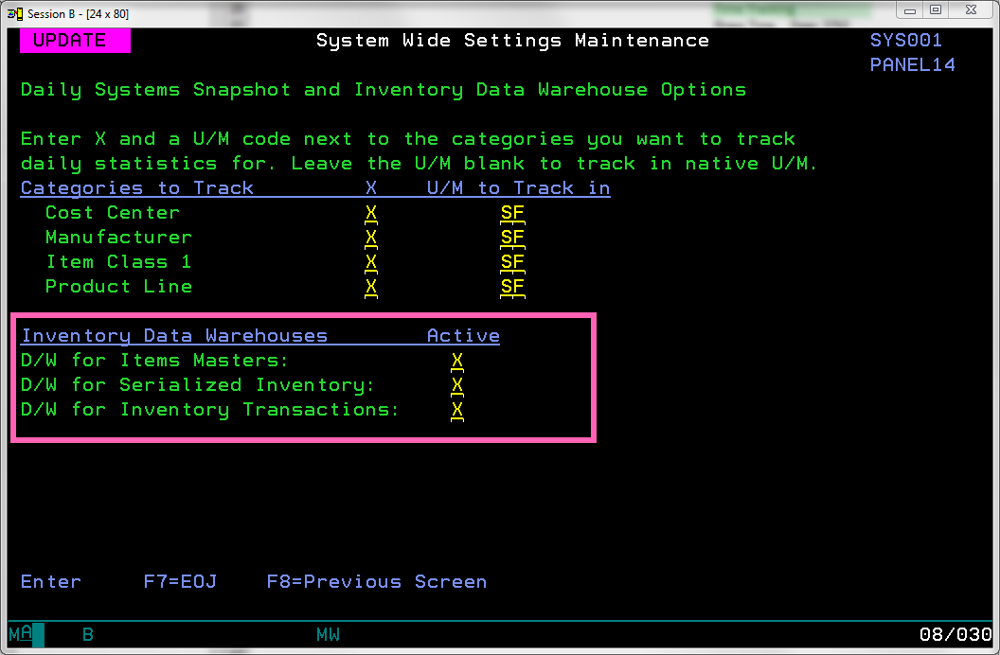 Session B - [24 x 80]
UPDATE System Wide Settings Maintenance SYS001
PANEL14
Daily Systems Snapshot and Inventory Data Warehouse Options
Enter X and a U/M code next to the categories you want to track
daily statistics for. Leave the U/M blank to track in native U/M.
Categories to Track X U/M to Track in
Cost Center X SF
Manufacturer X SF
Item Class 1 X SF
Product Line X SF
Inventory Data Warehouses Active
D/W for Items Masters: X
D/W for Serialized Inventory: X
D/W for Inventory Transactions: X
Enter F7=EOJ F8=Previous Screen
MA B MW 08/030